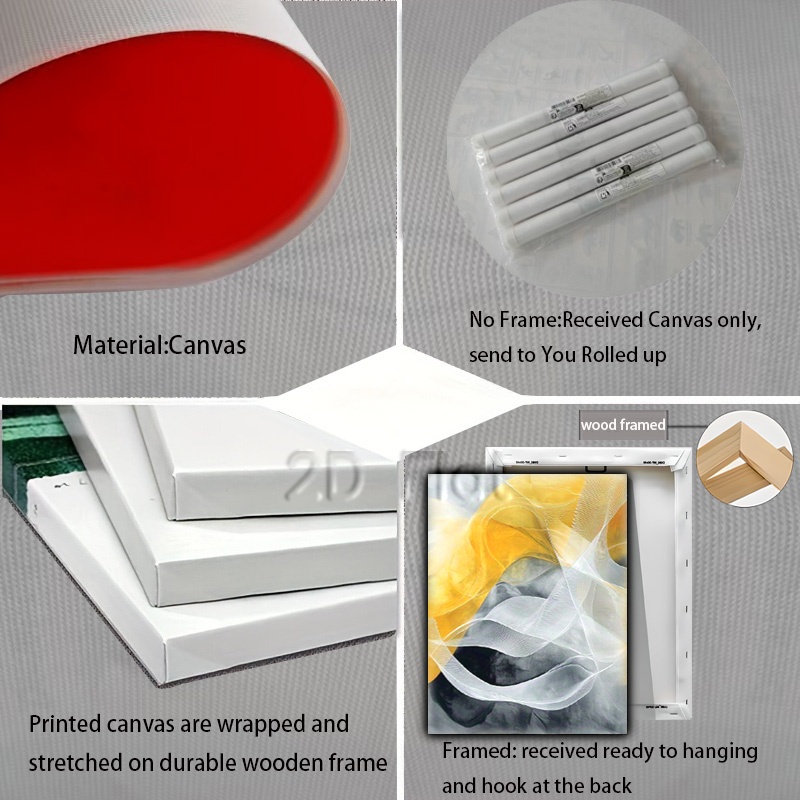 Material:Canvas
No Frame:Received Canvas only,
send to You Rolled up
2D
wood framed
Printed canvas are wrapped and
stretched on durable wooden frame
Framed: received ready to hanging
and hook at the back